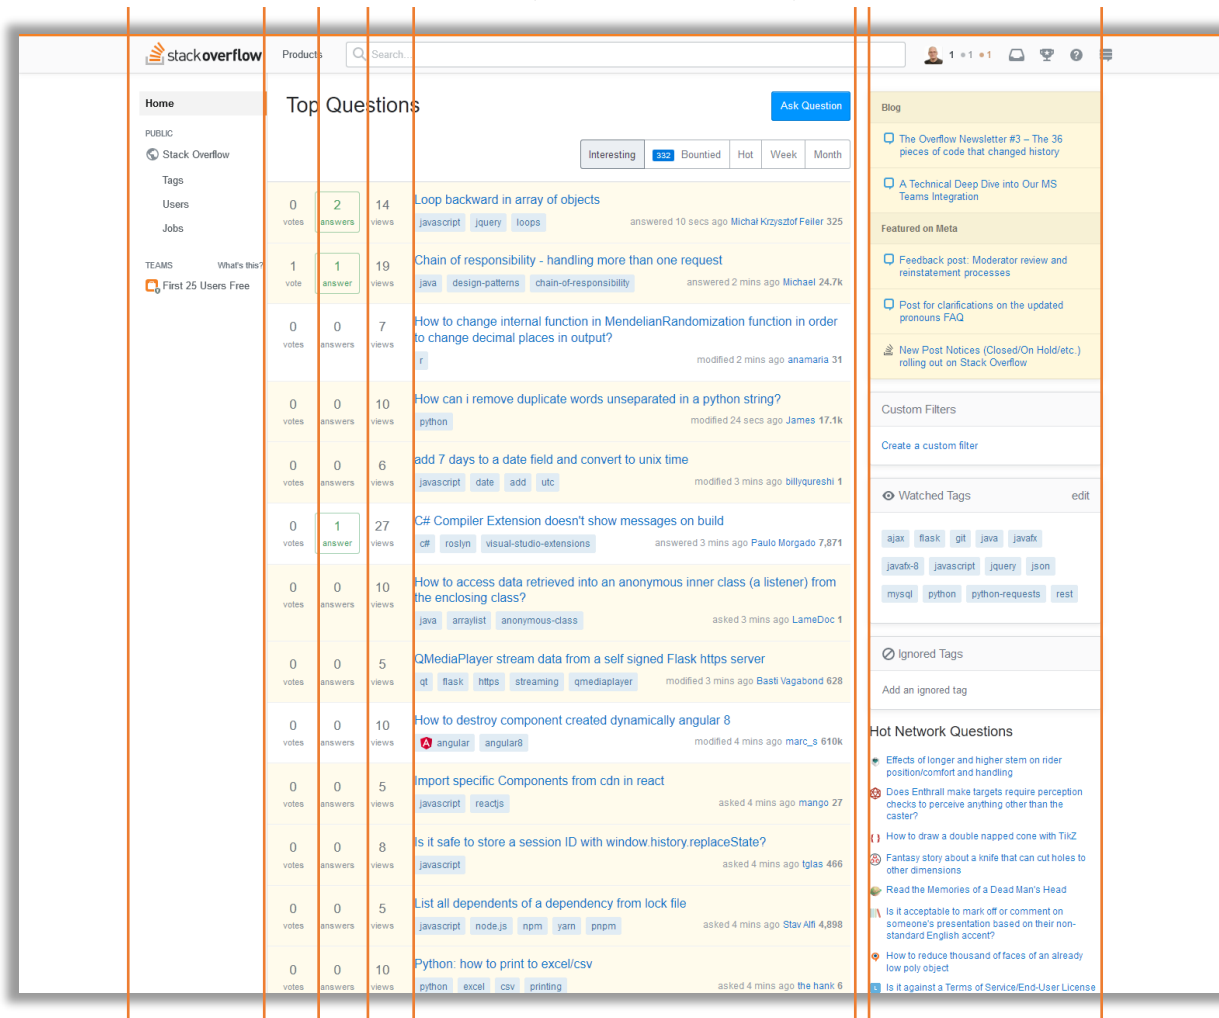 stackoverflow Products Search... 1 1 1
Home
PUBLIC
Stack Overflow
Tags
Users
Jobs
TEAMS What's this?
First 25 Users Free
Top Questions Ask Question
Interesting 332 Bountied Hot Week Month
0 votes 2 answers 14 views
Loop backward in array of objects
javascript jquery loops answered 10 secs ago Michał Krzysztof Feiler 325
1 vote 1 answer 19 views
Chain of responsibility - handling more than one request
java design-patterns chain-of-responsibility answered 2 mins ago Michael 24.7k
0 votes 0 answers 7 views
How to change internal function in MendelianRandomization function in order
to change decimal places in output?
r modified 2 mins ago anamaria 31
0 votes 0 answers 10 views
How can i remove duplicate words unseparated in a python string?
python modified 24 secs ago James 17.1k
0 votes 0 answers 6 views
add 7 days to a date field and convert to unix time
javascript date add utc modified 3 mins ago billyqureshi 1
0 votes 1 answer 27 views
C# Compiler Extension doesn't show messages on build
c# roslyn visual-studio-extensions answered 3 mins ago Paulo Morgado 7,871
0 votes 0 answers 10 views
How to access data retrieved into an anonymous inner class (a listener) from
the enclosing class?
java arraylist anonymous-class asked 3 mins ago LameDoc 1
0 votes 0 answers 5 views
QMediaPlayer stream data from a self signed Flask https server
qt flask https streaming qmediaplayer modified 3 mins ago Basti Vagabond 628
0 votes 0 answers 10 views
How to destroy component created dynamically angular 8
angular angular8 modified 4 mins ago marc_s 610k
0 votes 0 answers 5 views
Import specific Components from cdn in react
javascript reactjs asked 4 mins ago mango 27
0 votes 0 answers 8 views
Is it safe to store a session ID with window.history.replaceState?
javascript asked 4 mins ago tglas 466
0 votes 0 answers 5 views
List all dependents of a dependency from lock file
javascript node.js npm yarn pnpm asked 4 mins ago Stav Alfi 4,898
0 votes 0 answers 10 views
Python: how to print to excel/csv
python excel csv printing asked 4 mins ago the hank 6
Blog
The Overflow Newsletter #3 – The 36
pieces of code that changed history
A Technical Deep Dive into Our MS
Teams Integration
Featured on Meta
Feedback post: Moderator review and
reinstatement processes
Post for clarifications on the updated
pronouns FAQ
New Post Notices (Closed/On Hold/etc.)
rolling out on Stack Overflow
Custom Filters
Create a custom filter
Watched Tags edit
ajax flask git java javafx
javafx-8 javascript jquery json
mysql python python-requests rest
Ignored Tags
Add an ignored tag
Hot Network Questions
Effects of longer and higher stem on rider
position/comfort and handling
Does Enthrall make targets require perception
checks to perceive anything other than the
caster?
How to draw a double napped cone with TikZ
Fantasy story about a knife that can cut holes to
other dimensions
Read the Memories of a Dead Man's Head
Is it acceptable to mark off or comment on
someone's presentation based on their non-
standard English accent?
How to reduce thousand of faces of an already
low poly object
Is it against a Terms of Service/End-User License